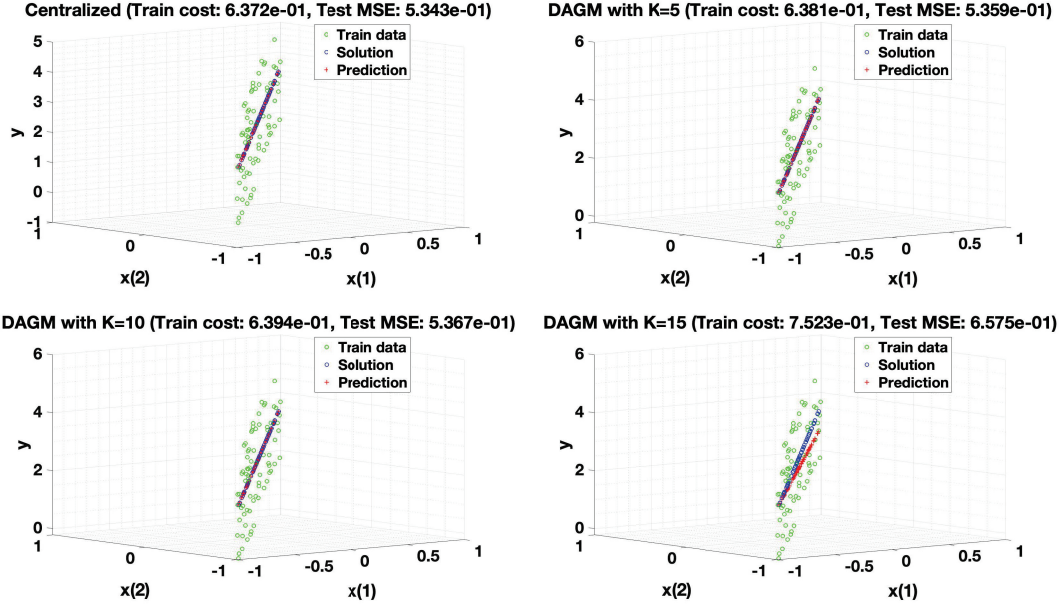 Centralized (Train cost: 6.372e-01, Test MSE: 5.343e-01)
Train data
Solution
Prediction
5
4
3
2
1
0
-1
y
1
0
-1
x(2)
-1
-0.5
0
0.5
1
x(1)
DAGM with K=5 (Train cost: 6.381e-01, Test MSE: 5.359e-01)
Train data
Solution
Prediction
6
4
2
0
y
1
0
-1
x(2)
-1
-0.5
0
0.5
1
x(1)
DAGM with K=10 (Train cost: 6.394e-01, Test MSE: 5.367e-01)
Train data
Solution
Prediction
6
4
2
0
y
1
0
-1
x(2)
-1
-0.5
0
0.5
1
x(1)
DAGM with K=15 (Train cost: 7.523e-01, Test MSE: 6.575e-01)
Train data
Solution
Prediction
6
4
2
0
y
1
0
-1
x(2)
-1
-0.5
0
0.5
1
x(1)